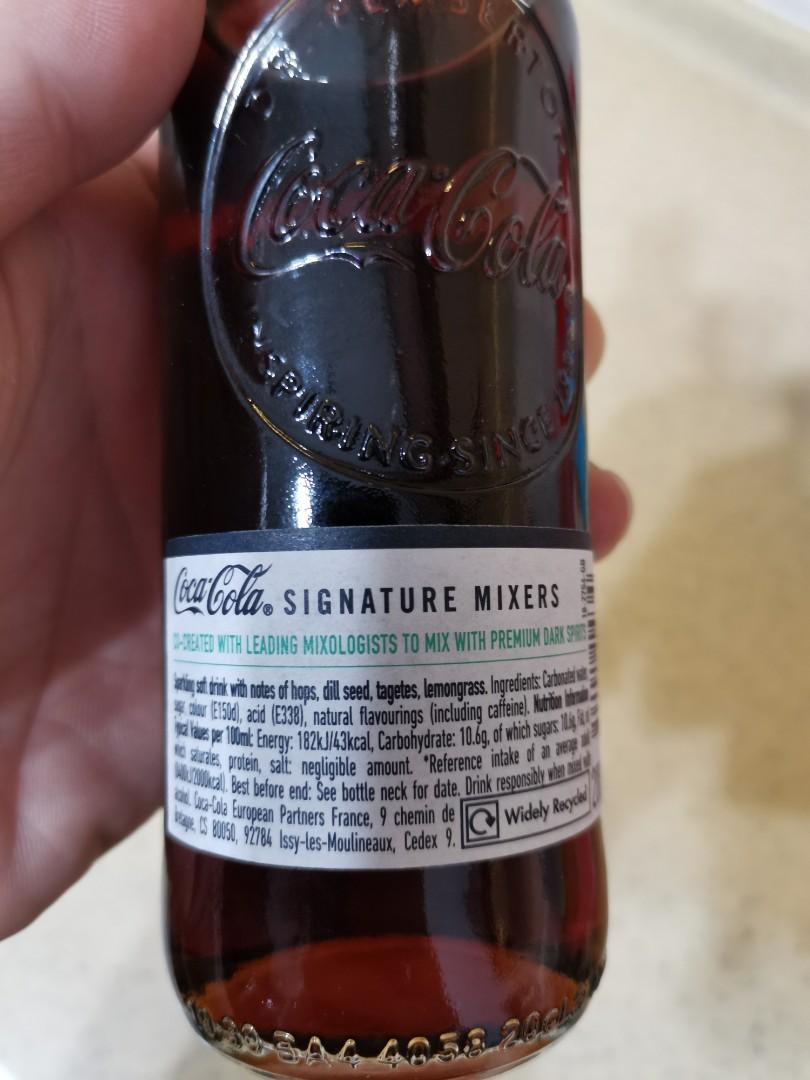 Coca-Cola
SPIRING·SINCE
Coca-Cola® SIGNATURE MIXERS
CO-CREATED WITH LEADING MIXOLOGISTS TO MIX WITH PREMIUM DARK SPIRITS
Sparkling soft drink with notes of hops, dill seed, tagetes, lemongrass. Ingredients: Carbonated water,
sugar, colour (E150d), acid (E338), natural flavourings (including caffeine). Nutrition Information
Typical Values per 100ml: Energy: 182kJ/43kcal, Carbohydrate: 10.6g, of which sugars: 10.6g, Fat, of
which saturates, protein, salt: negligible amount. *Reference intake of an average adult
(8400kJ/2000kcal). Best before end: See bottle neck for date. Drink responsibly when mixed with
alcohol. Coca-Cola European Partners France, 9 chemin de
CS 80050, 92784 Issy-les-Moulineaux, Cedex 9.
Widely Recycled
SA4 4058